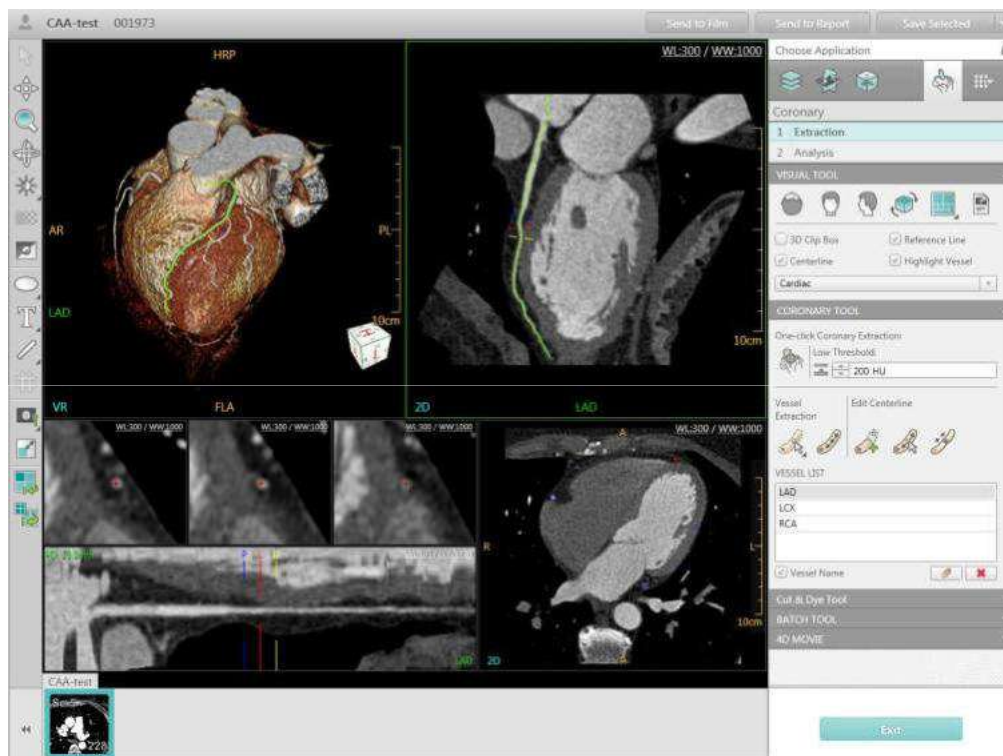 CAA-test 001973
Send to Film
Send to Report
Save Selected
HRP
AR
PL
LAD
10cm
VR
FLA
WL:300 / WW:1000
10cm
2D
LAD
WL:300 / WW:1000
WL:300 / WW:1000
WL:300 / WW:1000
P
LAD
WL:300 / WW:1000
A
R
L
10cm
2D
Choose Application
Coronary
1 Extraction
2 Analysis
VISUAL TOOL
3D Clip Box
Reference Line
Centerline
Highlight Vessel
Cardiac
CORONARY TOOL
One-click Coronary Extraction:
Low Threshold:
200 HU
Vessel
Extraction
Edit Centerline
VESSEL LIST
LAD
LCX
RCA
Vessel Name
Cut & Dye Tool
BATCH TOOL
4D MOVIE
CAA-test
228
Exit
T